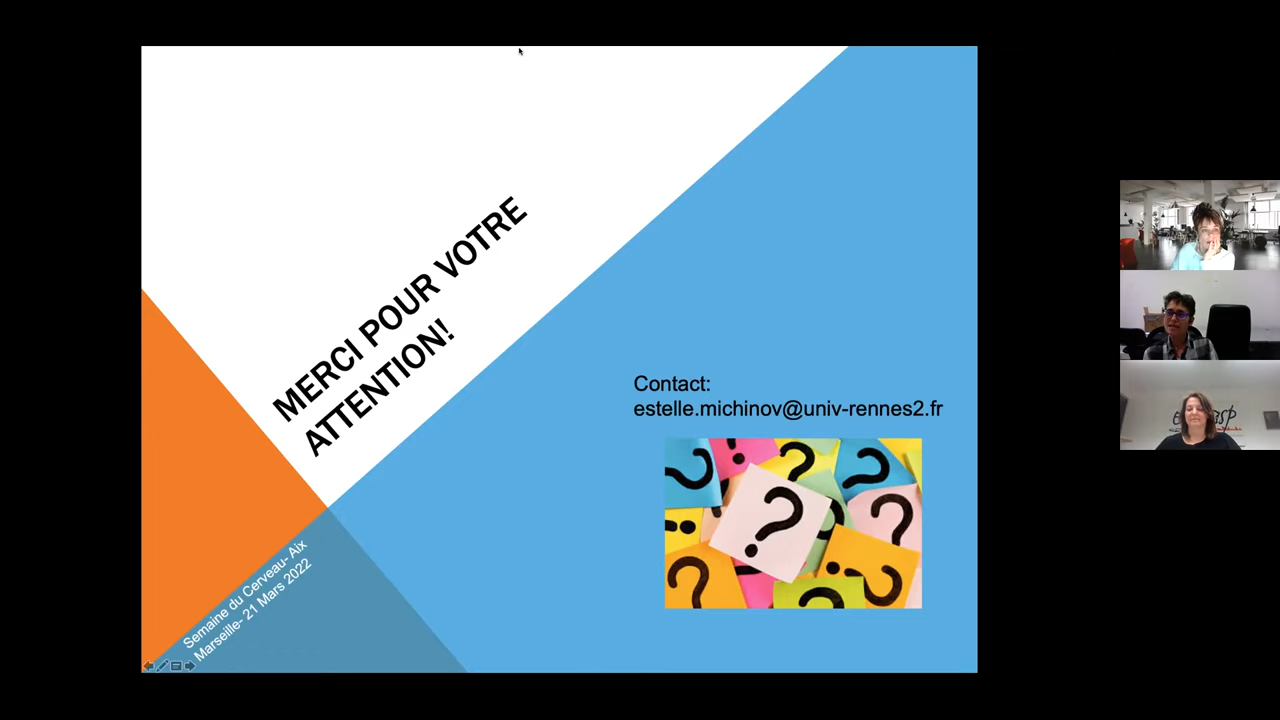 MERCI POUR VOTRE
ATTENTION!
Contact:
estelle.michinov@univ-rennes2.fr
Semaine du Cerveau- Aix
Marseille- 21 Mars 2022